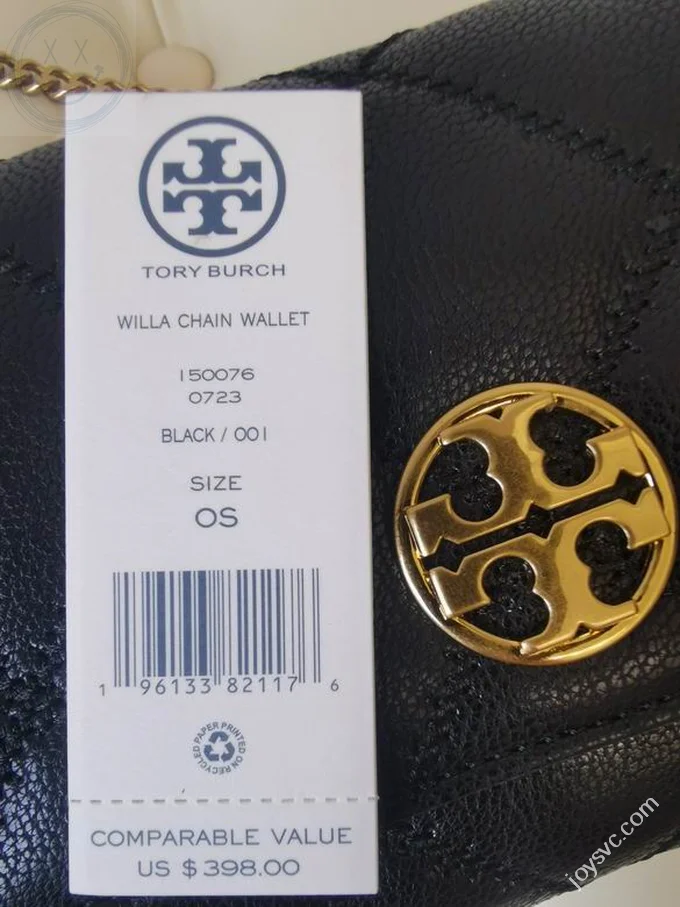 TORY BURCH
WILLA CHAIN WALLET
150076
0723
BLACK / 001
SIZE
OS
1 96133 82117 6
RECYCLED PAPER PRINTED ON
COMPARABLE VALUE
US $ 398.00
joysvc.com